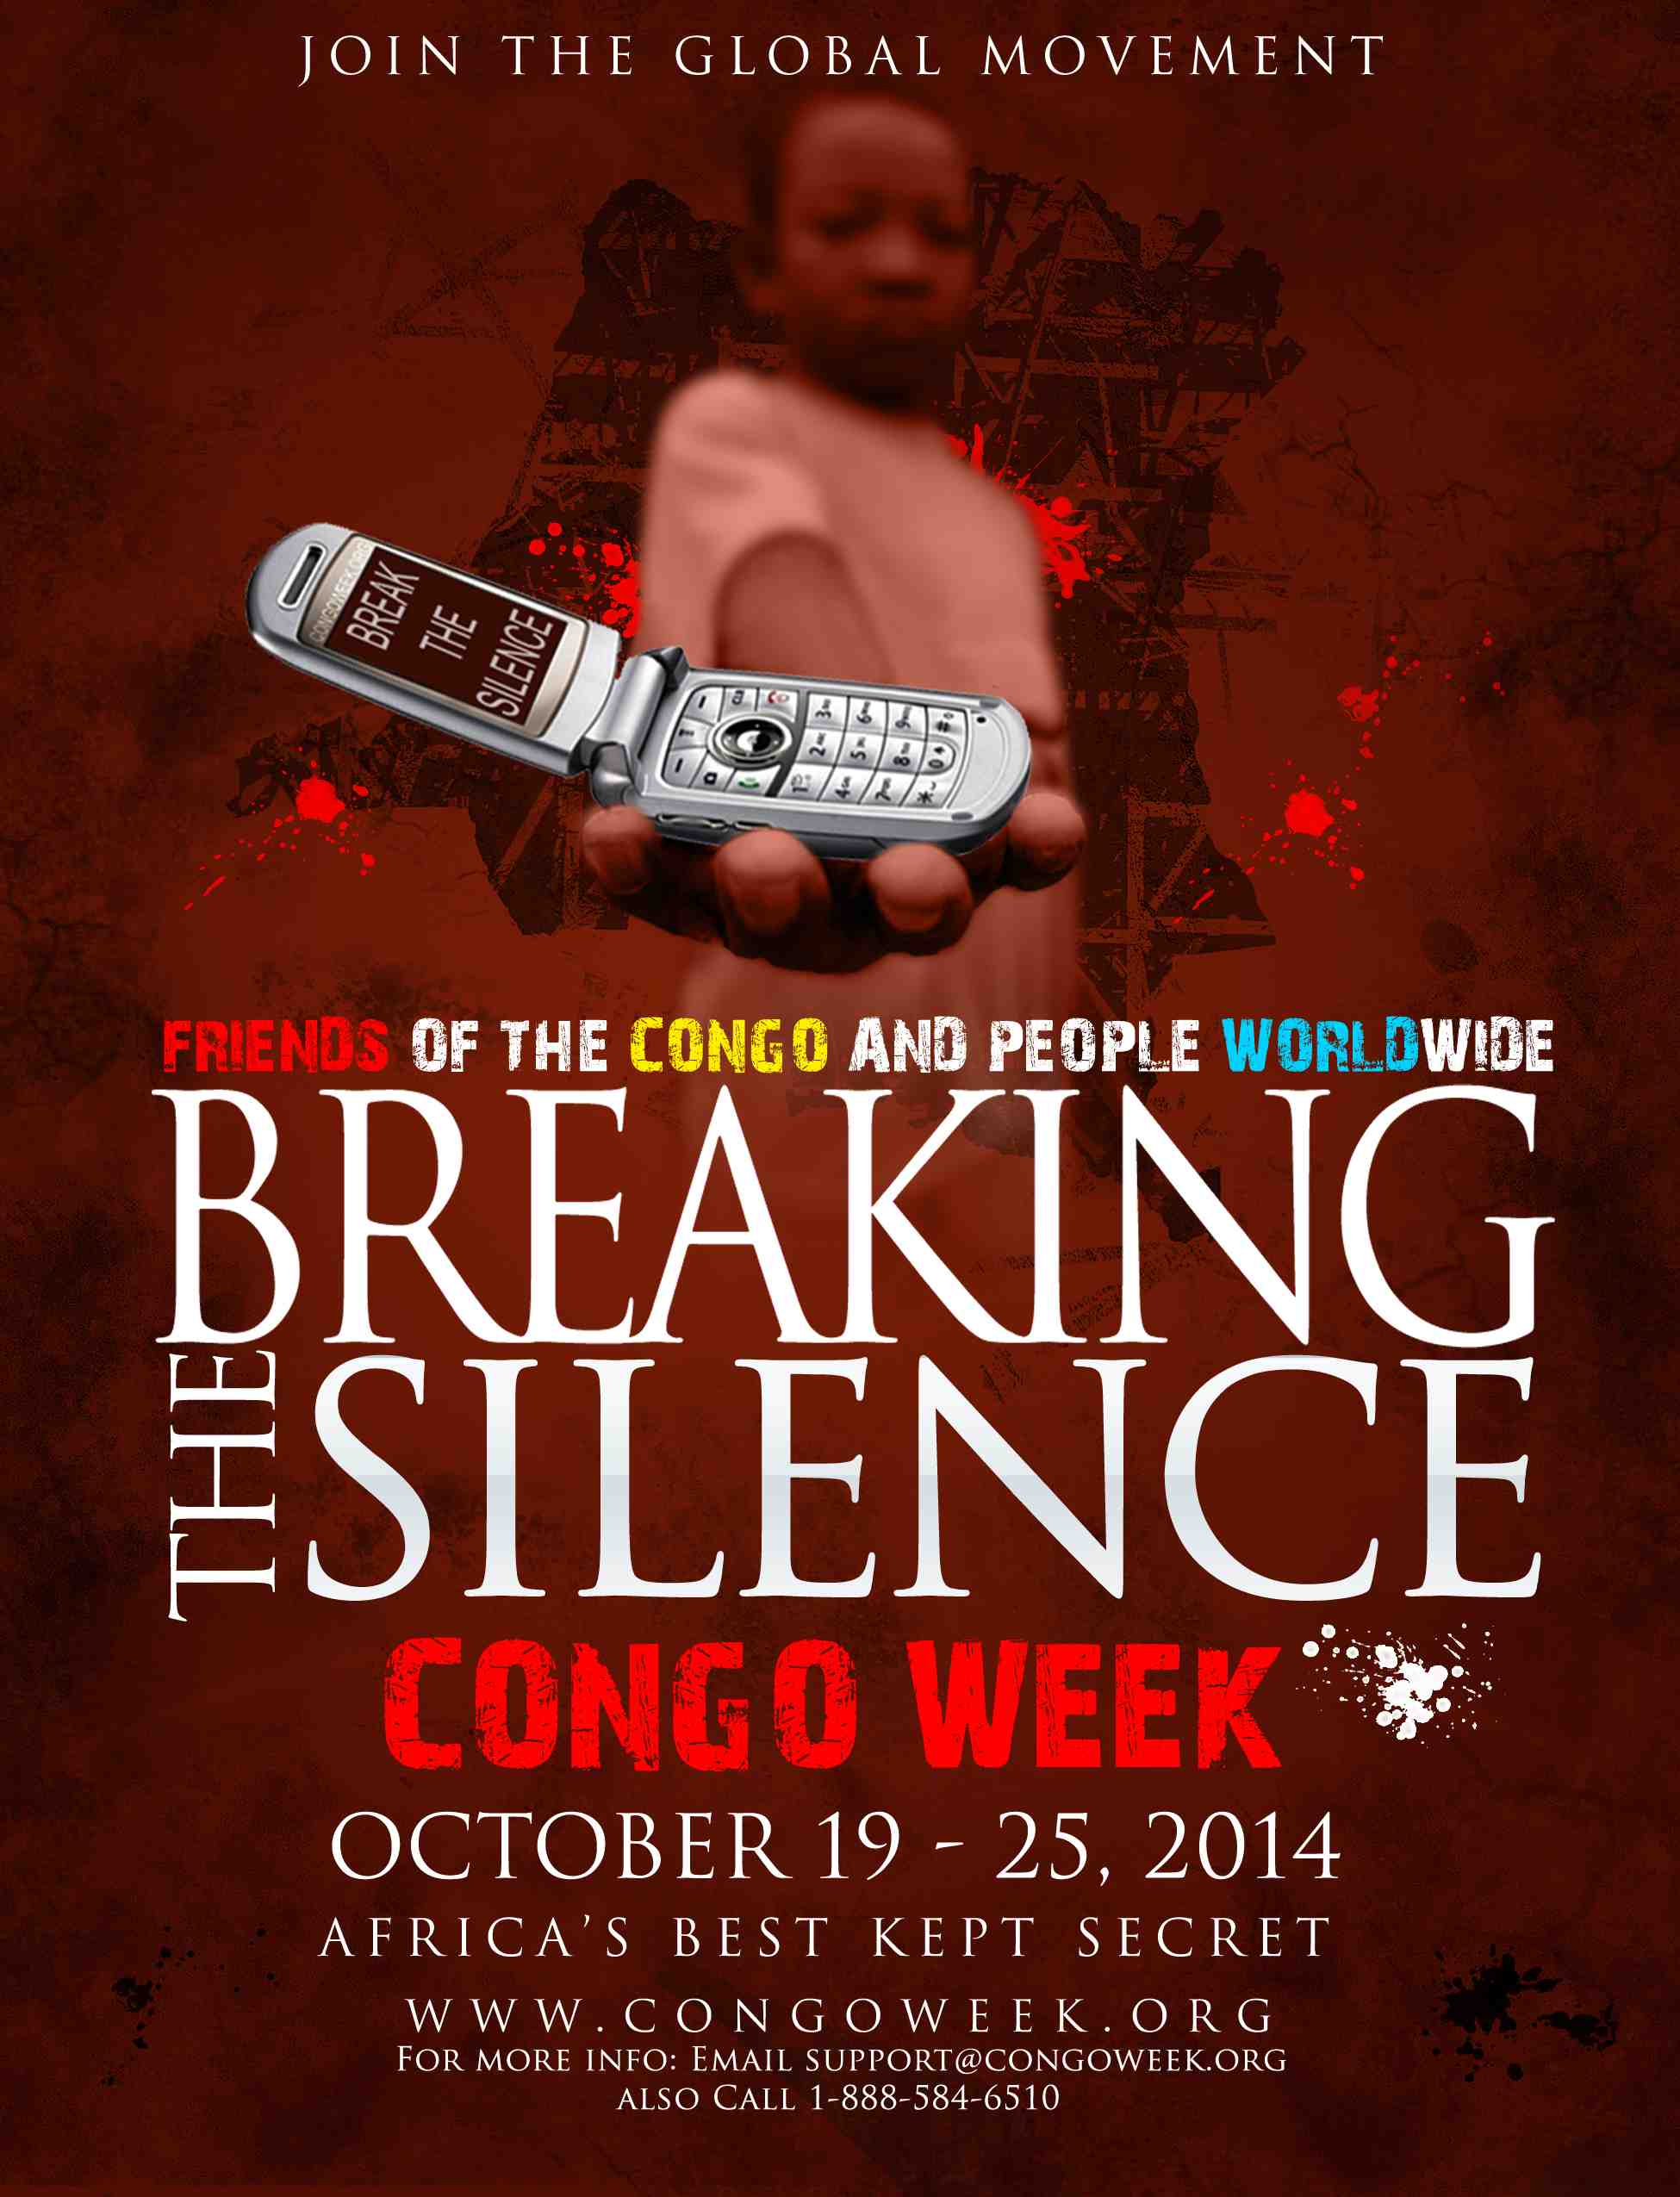 JOIN THE GLOBAL MOVEMENT
CONGOWEEK.ORG
BREAK
THE
SILENCE
FRIENDS OF THE CONGO AND PEOPLE WORLDWIDE
BREAKING
THE SILENCE
CONGO WEEK
OCTOBER 19 - 25, 2014
AFRICA'S BEST KEPT SECRET
WWW.CONGOWEEK.ORG
FOR MORE INFO: EMAIL SUPPORT@CONGOWEEK.ORG
ALSO CALL 1-888-584-6510